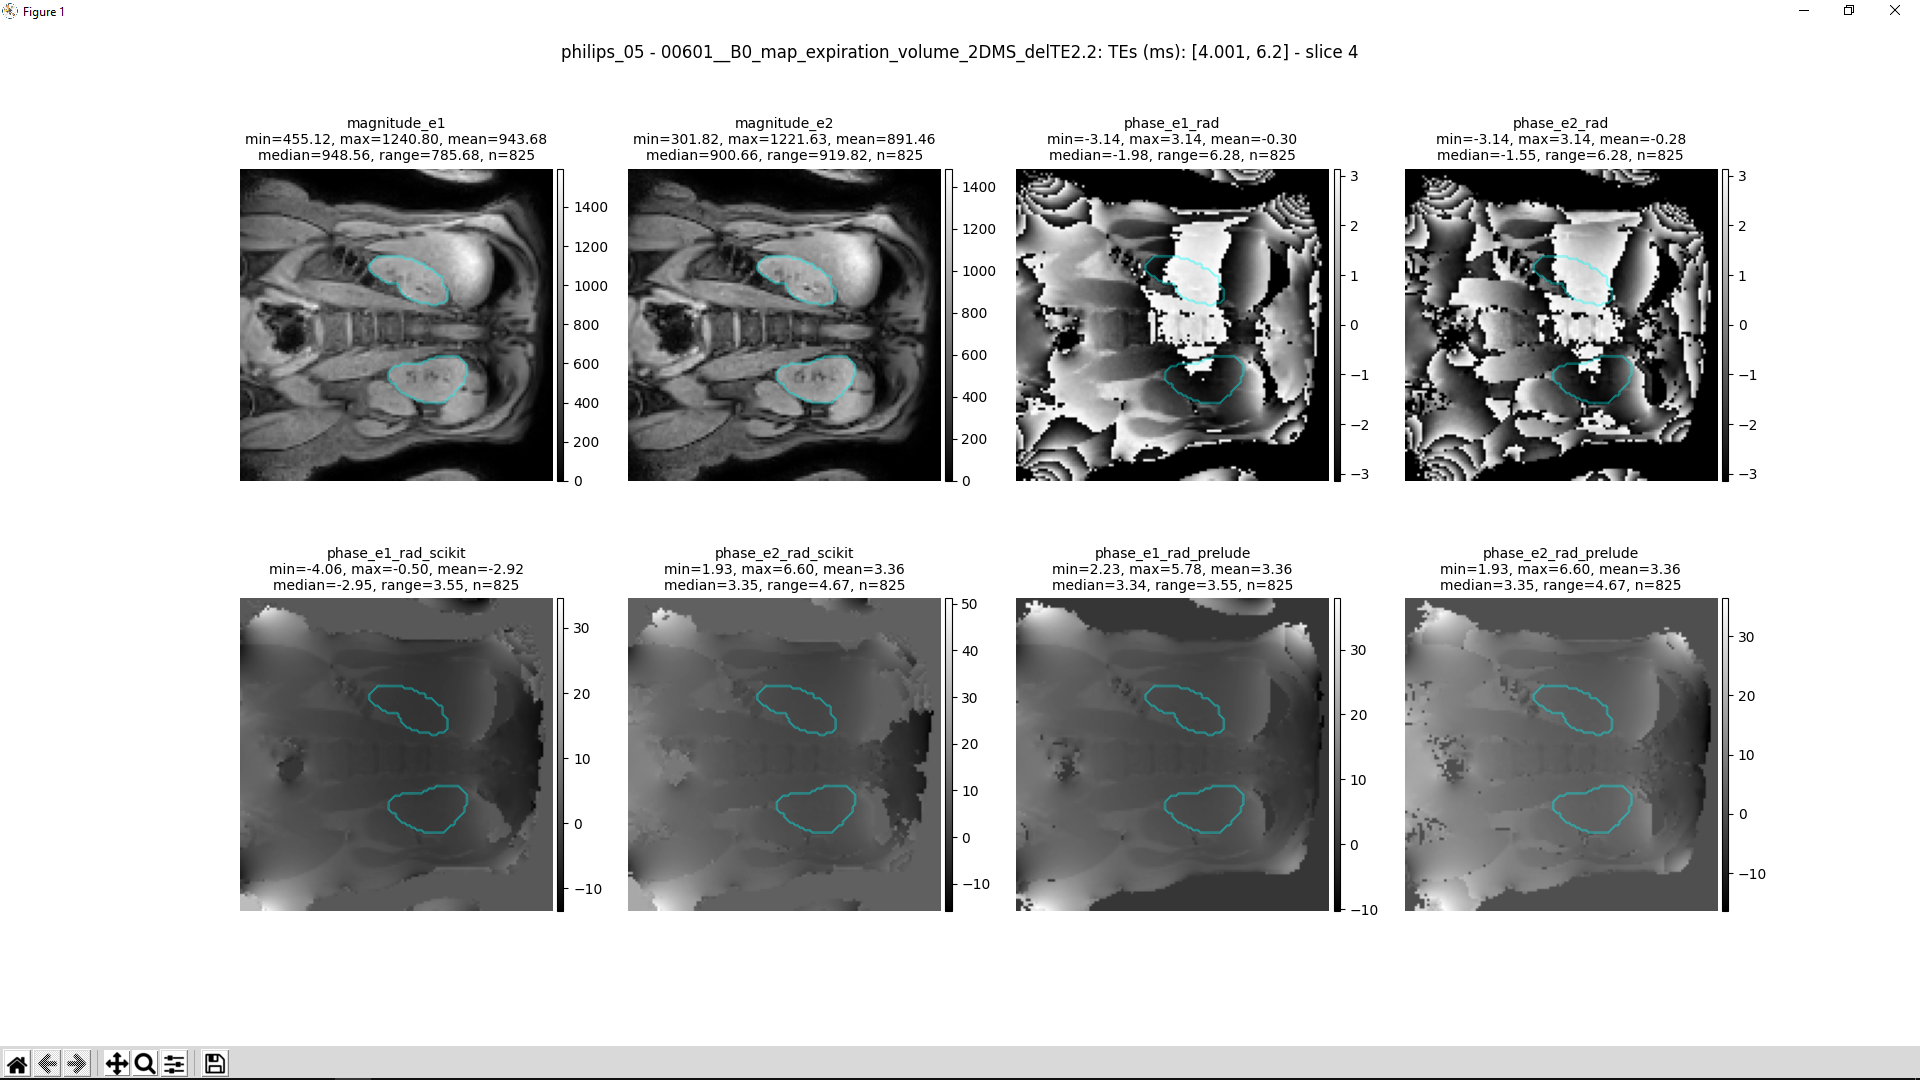 Figure 1
philips_05 - 00601__B0_map_expiration_volume_2DMS_delTE2.2: TEs (ms): [4.001, 6.2] - slice 4
magnitude_e1
min=455.12, max=1240.80, mean=943.68
median=948.56, range=785.68, n=825
1400
1200
1000
800
600
400
200
0
magnitude_e2
min=301.82, max=1221.63, mean=891.46
median=900.66, range=919.82, n=825
1400
1200
1000
800
600
400
200
0
phase_e1_rad
min=-3.14, max=3.14, mean=-0.30
median=-1.98, range=6.28, n=825
3
2
1
0
−1
−2
−3
phase_e2_rad
min=-3.14, max=3.14, mean=-0.28
median=-1.55, range=6.28, n=825
3
2
1
0
−1
−2
−3
phase_e1_rad_scikit
min=-4.06, max=-0.50, mean=-2.92
median=-2.95, range=3.55, n=825
30
20
10
0
−10
phase_e2_rad_scikit
min=1.93, max=6.60, mean=3.36
median=3.35, range=4.67, n=825
50
40
30
20
10
0
−10
phase_e1_rad_prelude
min=2.23, max=5.78, mean=3.36
median=3.34, range=3.55, n=825
30
20
10
0
−10
phase_e2_rad_prelude
min=1.93, max=6.60, mean=3.36
median=3.35, range=4.67, n=825
30
20
10
0
−10